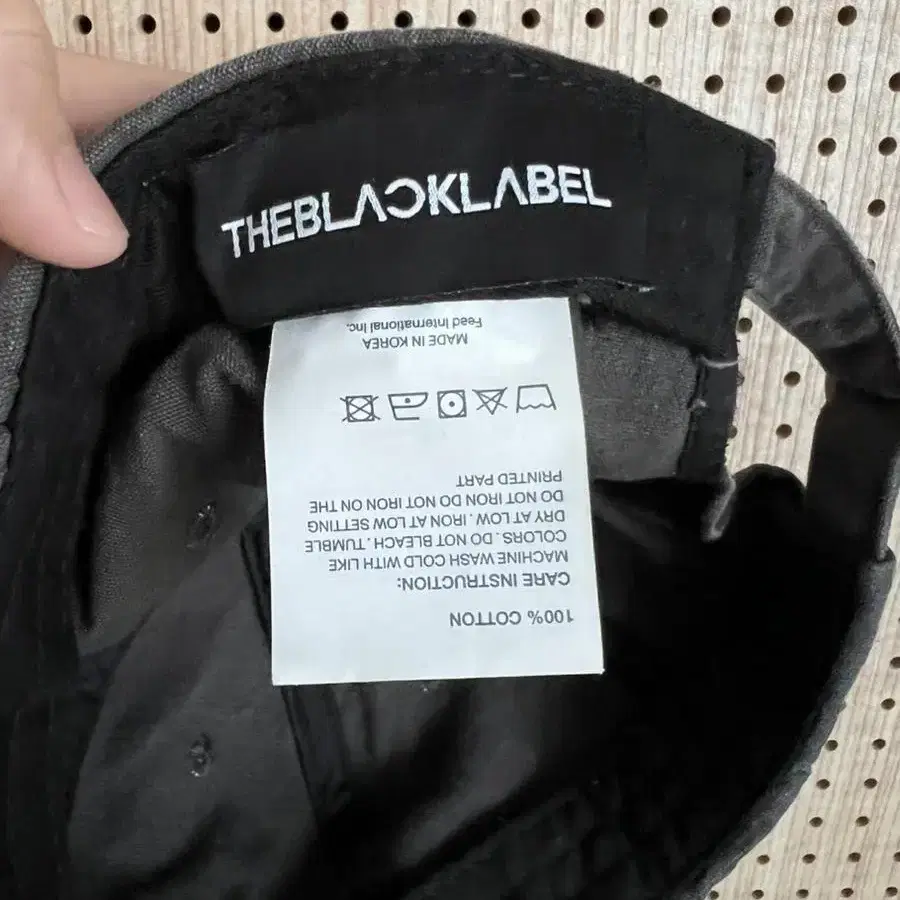 THEBLACKLABEL
100% COTTON
CARE INSTRUCTION:
MACHINE WASH COLD WITH LIKE
COLORS. DO NOT BLEACH. TUMBLE
DRY AT LOW. IRON AT LOW SETTING
DO NOT IRON DO NOT IRON ON THE
PRINTED PART
MADE IN KOREA
Feed International Inc.